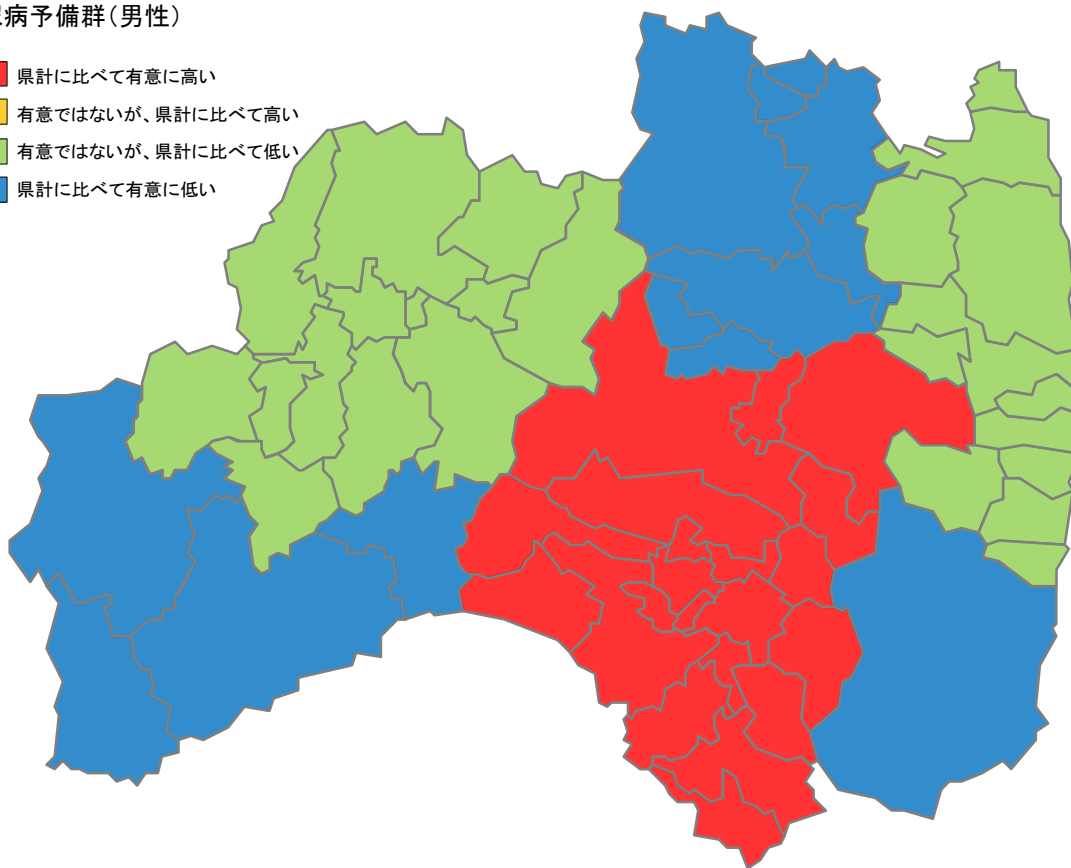 病予備群(男性)
県計に比べて有意に高い
有意ではないが、県計に比べて高い
有意ではないが、県計に比べて低い
県計に比べて有意に低い